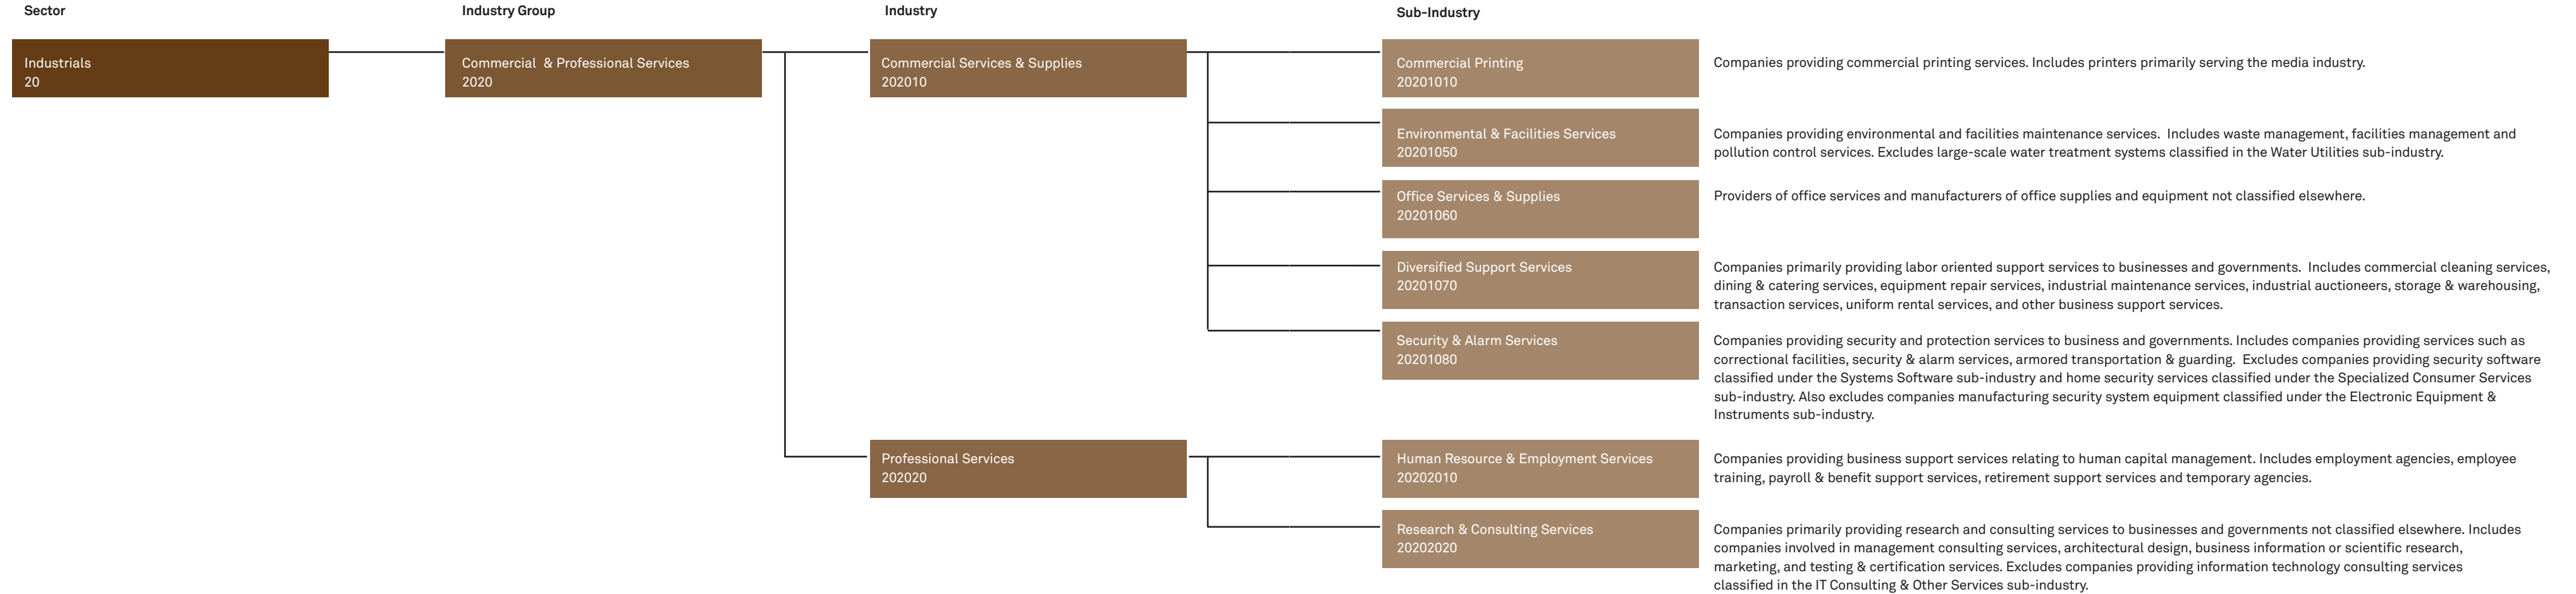 Sector
Industry Group
Industry
Sub-Industry
Industrials
20
Commercial & Professional Services
2020
Commercial Services & Supplies
202010
Commercial Printing
20201010
Companies providing commercial printing services. Includes printers primarily serving the media industry.
Environmental & Facilities Services
20201050
Companies providing environmental and facilities maintenance services. Includes waste management, facilities management and
pollution control services. Excludes large-scale water treatment systems classified in the Water Utilities sub-industry.
Office Services & Supplies
20201060
Providers of office services and manufacturers of office supplies and equipment not classified elsewhere.
Diversified Support Services
20201070
Companies primarily providing labor oriented support services to businesses and governments. Includes commercial cleaning services,
dining & catering services, equipment repair services, industrial maintenance services, industrial auctioneers, storage & warehousing,
transaction services, uniform rental services, and other business support services.
Security & Alarm Services
20201080
Companies providing security and protection services to business and governments. Includes companies providing services such as
correctional facilities, security & alarm services, armored transportation & guarding. Excludes companies providing security software
classified under the Systems Software sub-industry and home security services classified under the Specialized Consumer Services
sub-industry. Also excludes companies manufacturing security system equipment classified under the Electronic Equipment &
Instruments sub-industry.
Professional Services
202020
Human Resource & Employment Services
20202010
Companies providing business support services relating to human capital management. Includes employment agencies, employee
training, payroll & benefit support services, retirement support services and temporary agencies.
Research & Consulting Services
20202020
Companies primarily providing research and consulting services to businesses and governments not classified elsewhere. Includes
companies involved in management consulting services, architectural design, business information or scientific research,
marketing, and testing & certification services. Excludes companies providing information technology consulting services
classified in the IT Consulting & Other Services sub-industry.